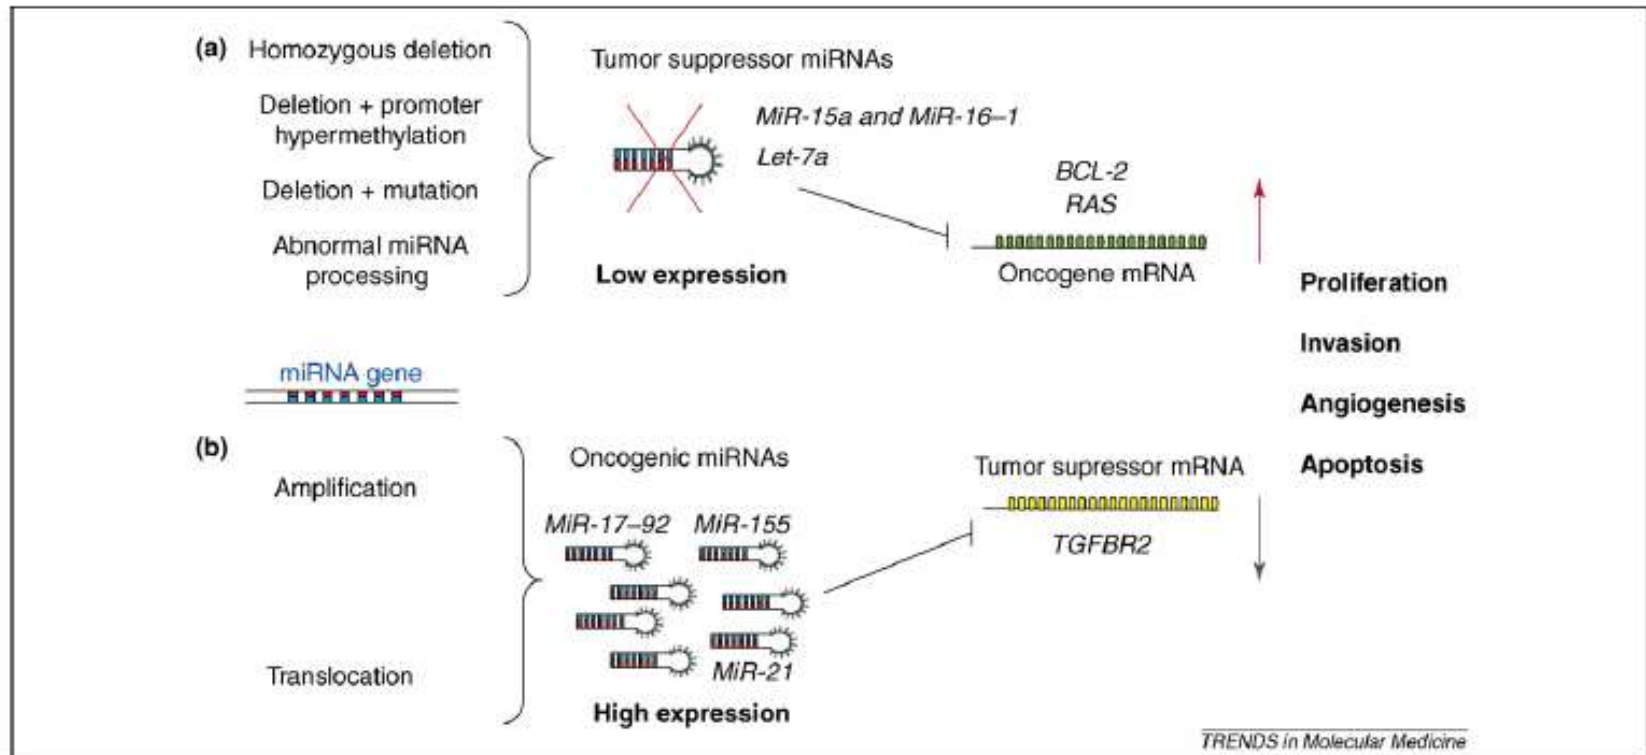 (a)
Homozygous deletion
Deletion + promoter
hypermethylation
Deletion + mutation
Abnormal miRNA
processing
Tumor suppressor miRNAs
MiR-15a and MiR-16–1
Let-7a
Low expression
BCL-2
RAS
Oncogene mRNA
miRNA gene
(b)
Amplification
Translocation
Oncogenic miRNAs
MiR-17–92 MiR-155
MiR-21
High expression
Tumor supressor mRNA
TGFBR2
Proliferation
Invasion
Angiogenesis
Apoptosis
TRENDS in Molecular Medicine